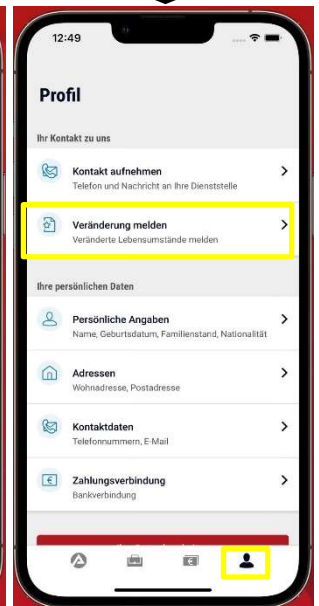 12:49
Profil
Ihr Kontakt zu uns
Kontakt aufnehmen
Telefon und Nachricht an Ihre Dienststelle
Veränderung melden
Veränderte Lebensumstände melden
Ihre persönlichen Daten
Persönliche Angaben
Name, Geburtsdatum, Familienstand, Nationalität
Adressen
Wohnadresse, Postadresse
Kontaktdaten
Telefonnummern, E-Mail
Zahlungsverbindung
Bankverbindung